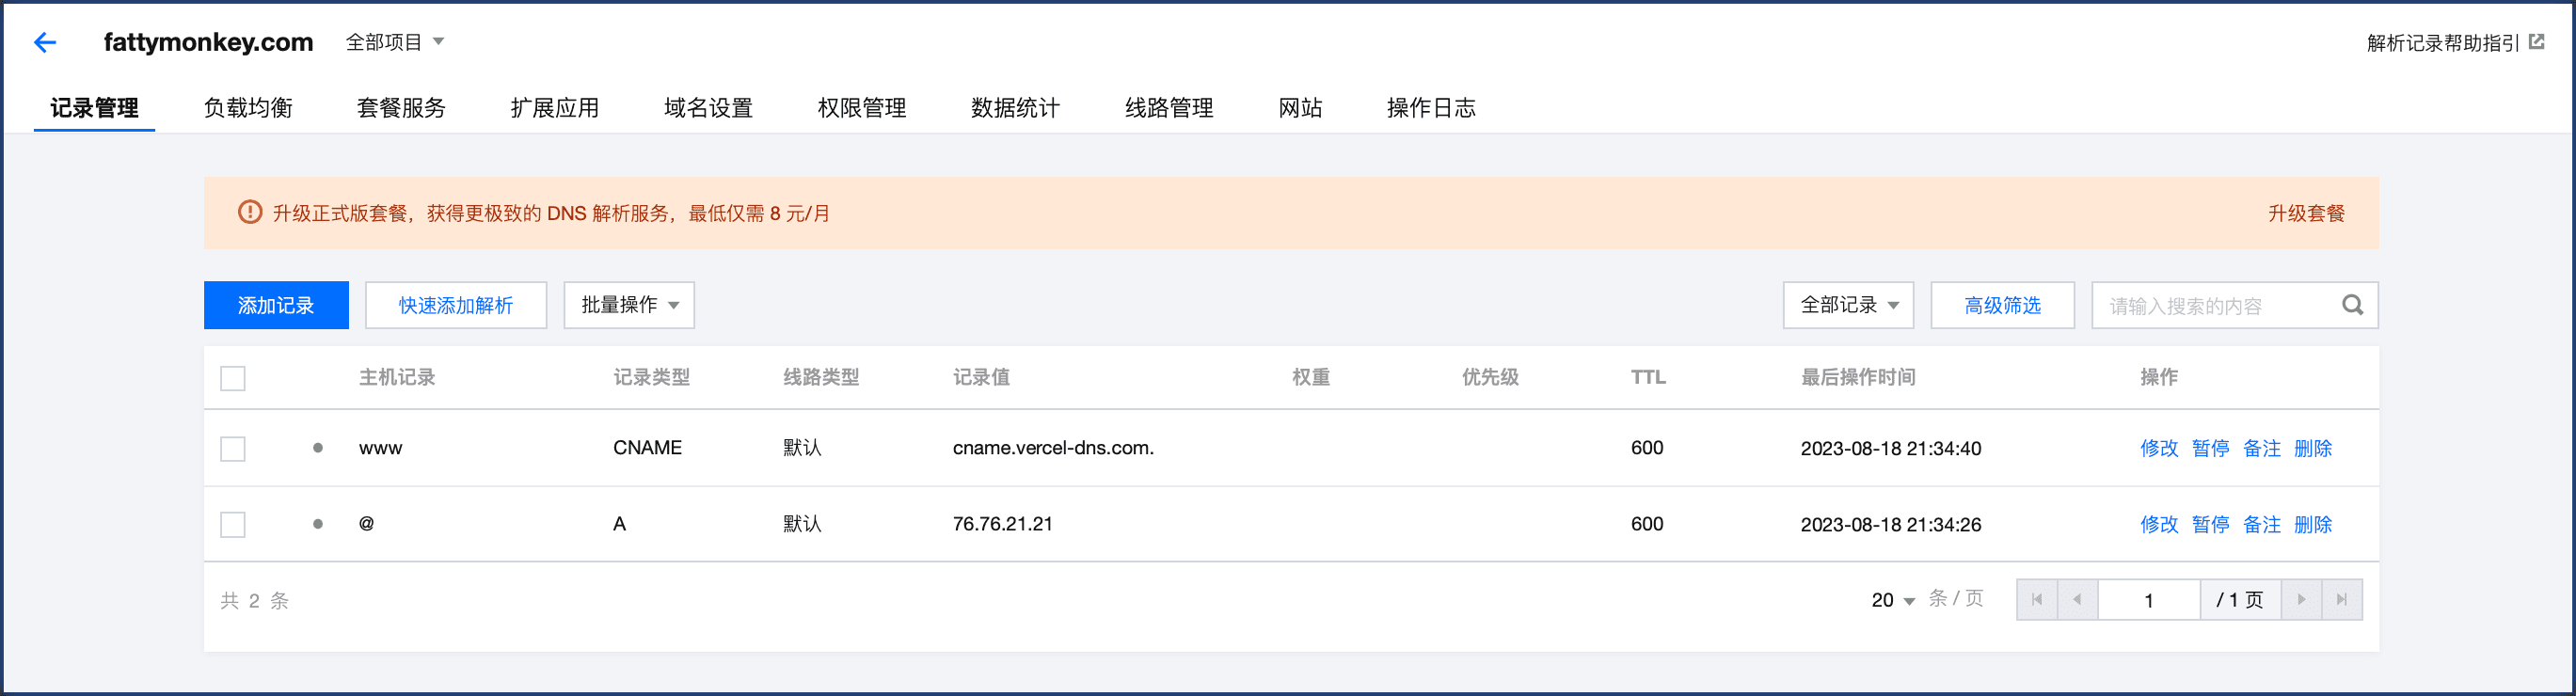 fattymonkey.com 全部项目 解析记录帮助指引
记录管理 负载均衡 套餐服务 扩展应用 域名设置 权限管理 数据统计 线路管理 网站 操作日志
升级正式版套餐，获得更极致的 DNS 解析服务，最低仅需 8 元/月 升级套餐
添加记录 快速添加解析 批量操作 全部记录 高级筛选 请输入搜索的内容
主机记录 记录类型 线路类型 记录值 权重 优先级 TTL 最后操作时间 操作
www CNAME 默认 cname.vercel-dns.com. 600 2023-08-18 21:34:40 修改 暂停 备注 删除
@ A 默认 76.76.21.21 600 2023-08-18 21:34:26 修改 暂停 备注 删除
共 2 条 20 条 / 页 1 / 1 页